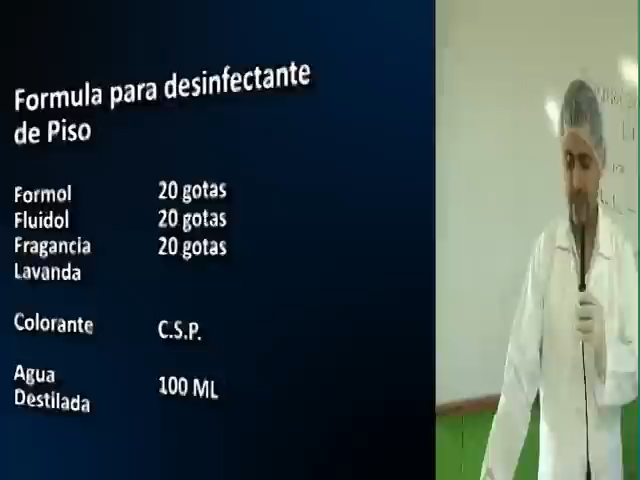 Formula para desinfectante
de Piso
Formol 20 gotas
Fluidol 20 gotas
Fragancia 20 gotas
Lavanda
Colorante C.S.P.
Agua 100 ML
Destilada